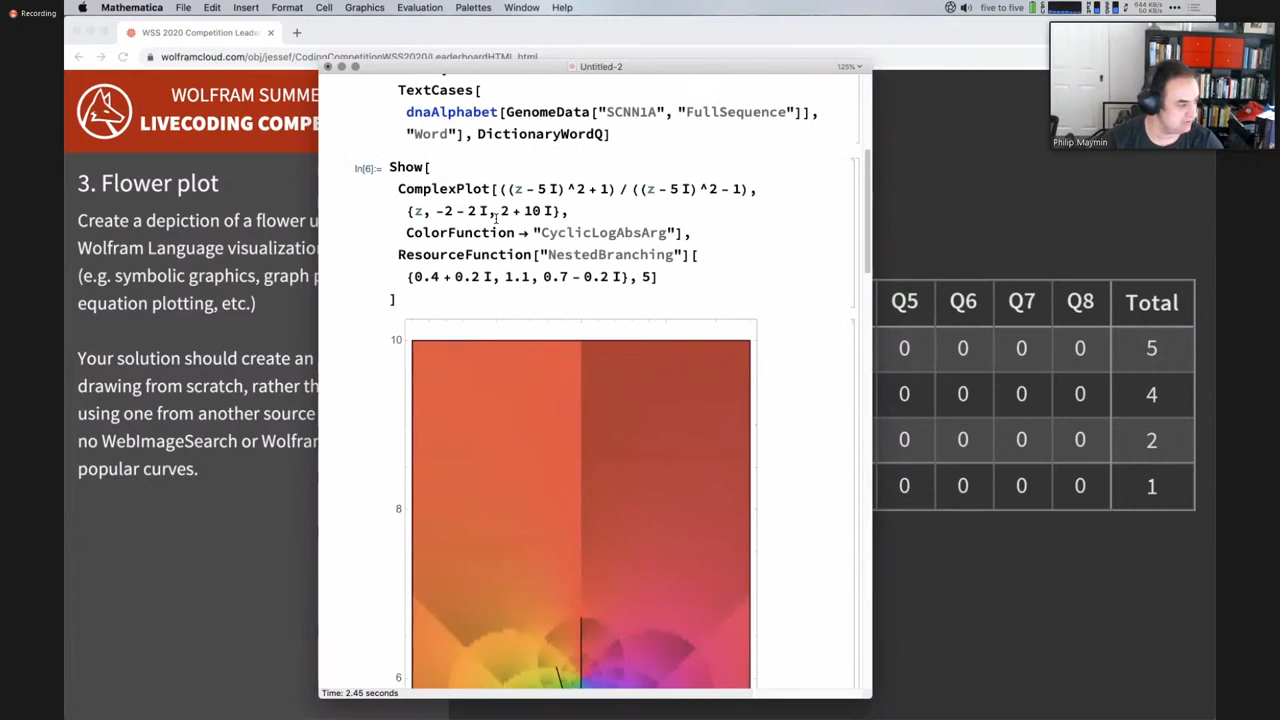 Recording
Mathematica File Edit Insert Format Cell Graphics Evaluation Palettes Window Help
five to five
644 KB/s
50 KB/s
WSS 2020 Competition Leade
wolframcloud.com/obj/jessef/CodingCompetitionWSS2020/LeaderboardHTML.html
Untitled-2
125%
WOLFRAM SUMME
LIVECODING COMPE
3. Flower plot
Create a depiction of a flower u
Wolfram Language visualizatio
(e.g. symbolic graphics, graph p
equation plotting, etc.)
Your solution should create an
drawing from scratch, rather th
using one from another source
no WebImageSearch or Wolfra
popular curves.
TextCases[
dnaAlphabet[GenomeData["SCNN1A", "FullSequence"]],
"Word"], DictionaryWordQ]
In[6]:= Show[
ComplexPlot[((z - 5 I)^2 + 1) / ((z - 5 I)^2 - 1),
{z, -2 - 2 I, 2 + 10 I},
ColorFunction → "CyclicLogAbsArg"],
ResourceFunction["NestedBranching"][
{0.4 + 0.2 I, 1.1, 0.7 - 0.2 I}, 5]
]
10
8
6
Time: 2.45 seconds
Philip Maymin
Q5 Q6 Q7 Q8 Total
0 0 0 0 5
0 0 0 0 4
0 0 0 0 2
0 0 0 0 1